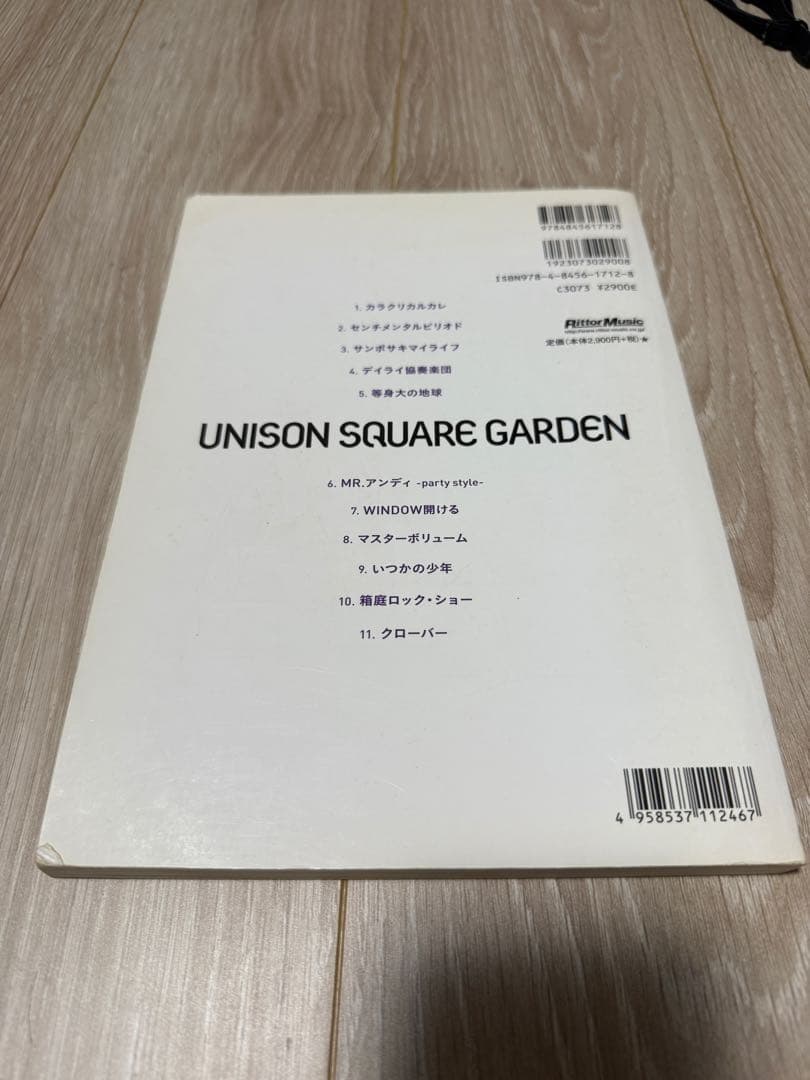 9784845617128
1923073029008
ISBN978-4-8456-1712-8
C3073 ¥2900E
Rittor Music
http://www.rittor-music.co.jp/
定価(本体2,900円+税)★
1. カラクリカルカレ
2. センチメンタルピリオド
3. サンポサキマイライフ
4. デイライ協奏楽団
5. 等身大の地球
UNISON SQUARE GARDEN
6. MR.アンディ -party style-
7. WINDOW開ける
8. マスターボリューム
9. いつかの少年
10. 箱庭ロック・ショー
11. クローバー
4 958537 112467